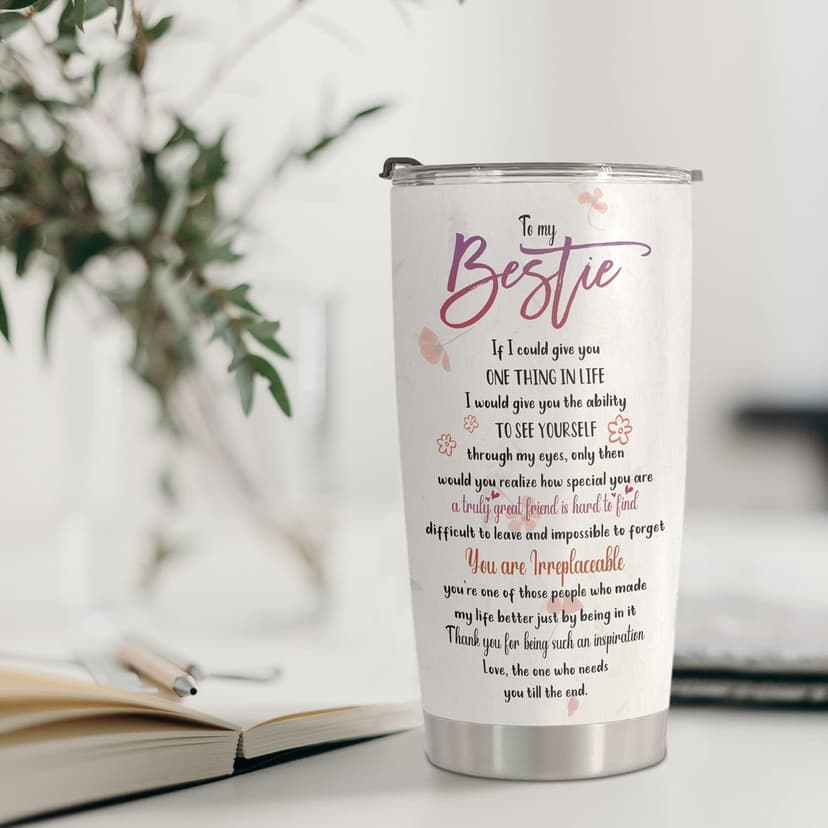 To my
Bestie
If I could give you
ONE THING IN LIFE
I would give you the ability
TO SEE YOURSELF
through my eyes, only then
would you realize how special you are
a truly great friend is hard to find
difficult to leave and impossible to forget
You are Irreplaceable
you're one of those people who made
my life better just by being in it
Thank you for being such an inspiration
Love, the one who needs
you till the end.